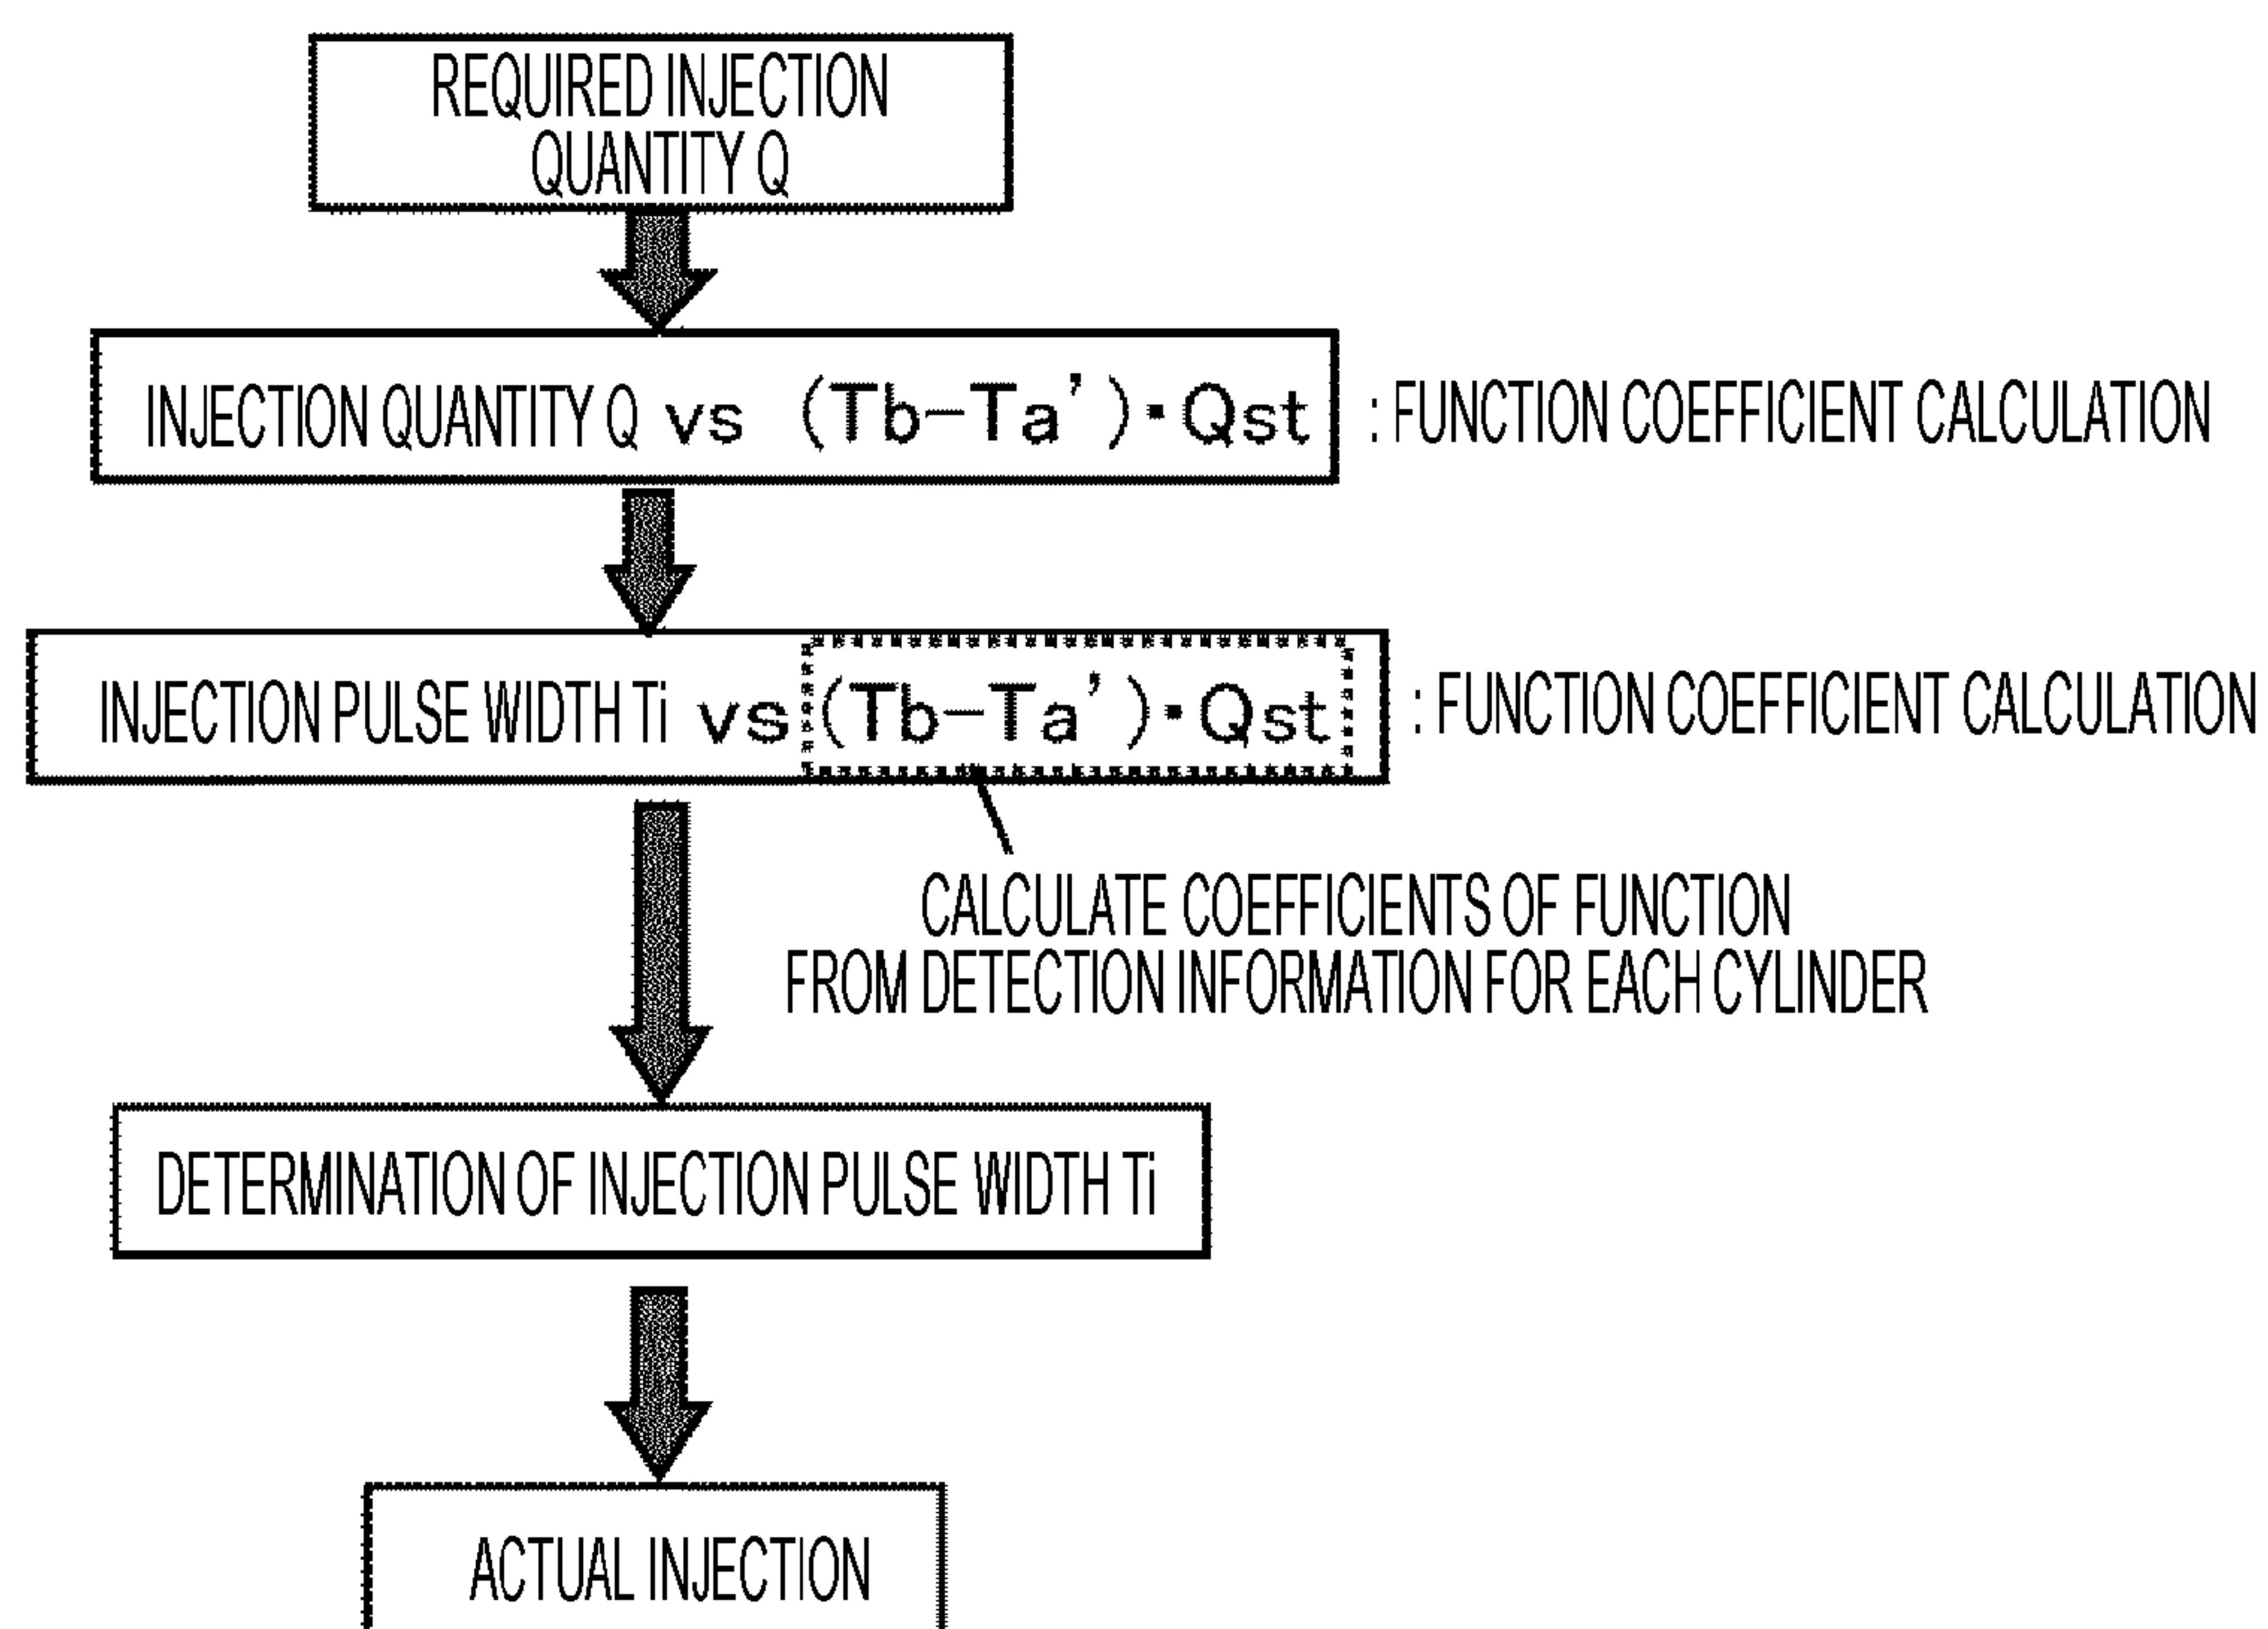 REQUIRED INJECTION
QUANTITY Q
INJECTION QUANTITY Q vs (Tb-Ta')・Qst : FUNCTION COEFFICIENT CALCULATION
INJECTION PULSE WIDTH Ti vs (Tb-Ta')・Qst : FUNCTION COEFFICIENT CALCULATION
CALCULATE COEFFICIENTS OF FUNCTION
FROM DETECTION INFORMATION FOR EACH CYLINDER
DETERMINATION OF INJECTION PULSE WIDTH Ti
ACTUAL INJECTION